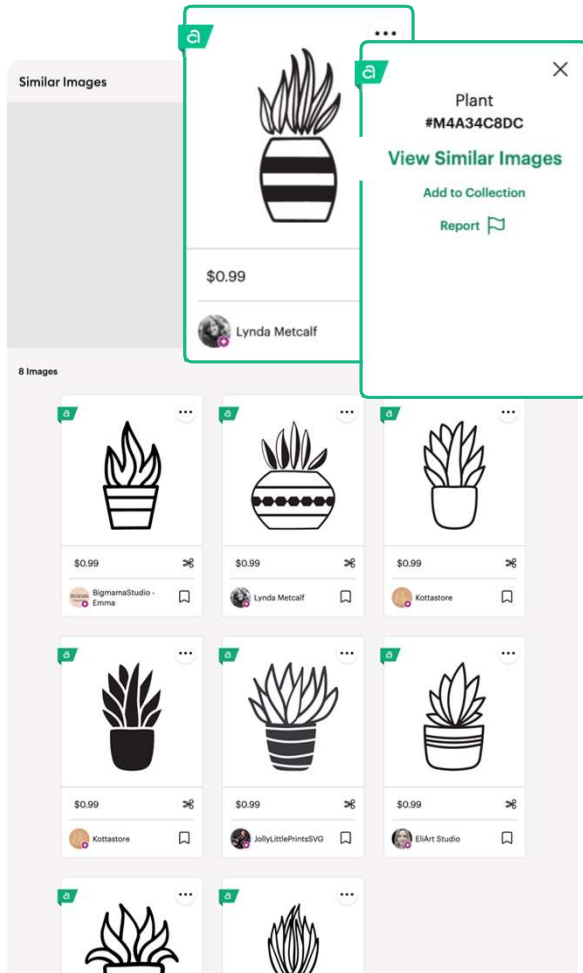 Similar Images
a
$0.99
Lynda Metcalf
a
Plant
#M4A34C8DC
View Similar Images
Add to Collection
Report
8 Images
a
a
a
$0.99
$0.99
$0.99
BigmamaStudio -
Emma
Lynda Metcalf
Kottastore
a
a
a
$0.99
$0.99
$0.99
Kottastore
JollyLittlePrintsSVG
EliArt Studio
a
a